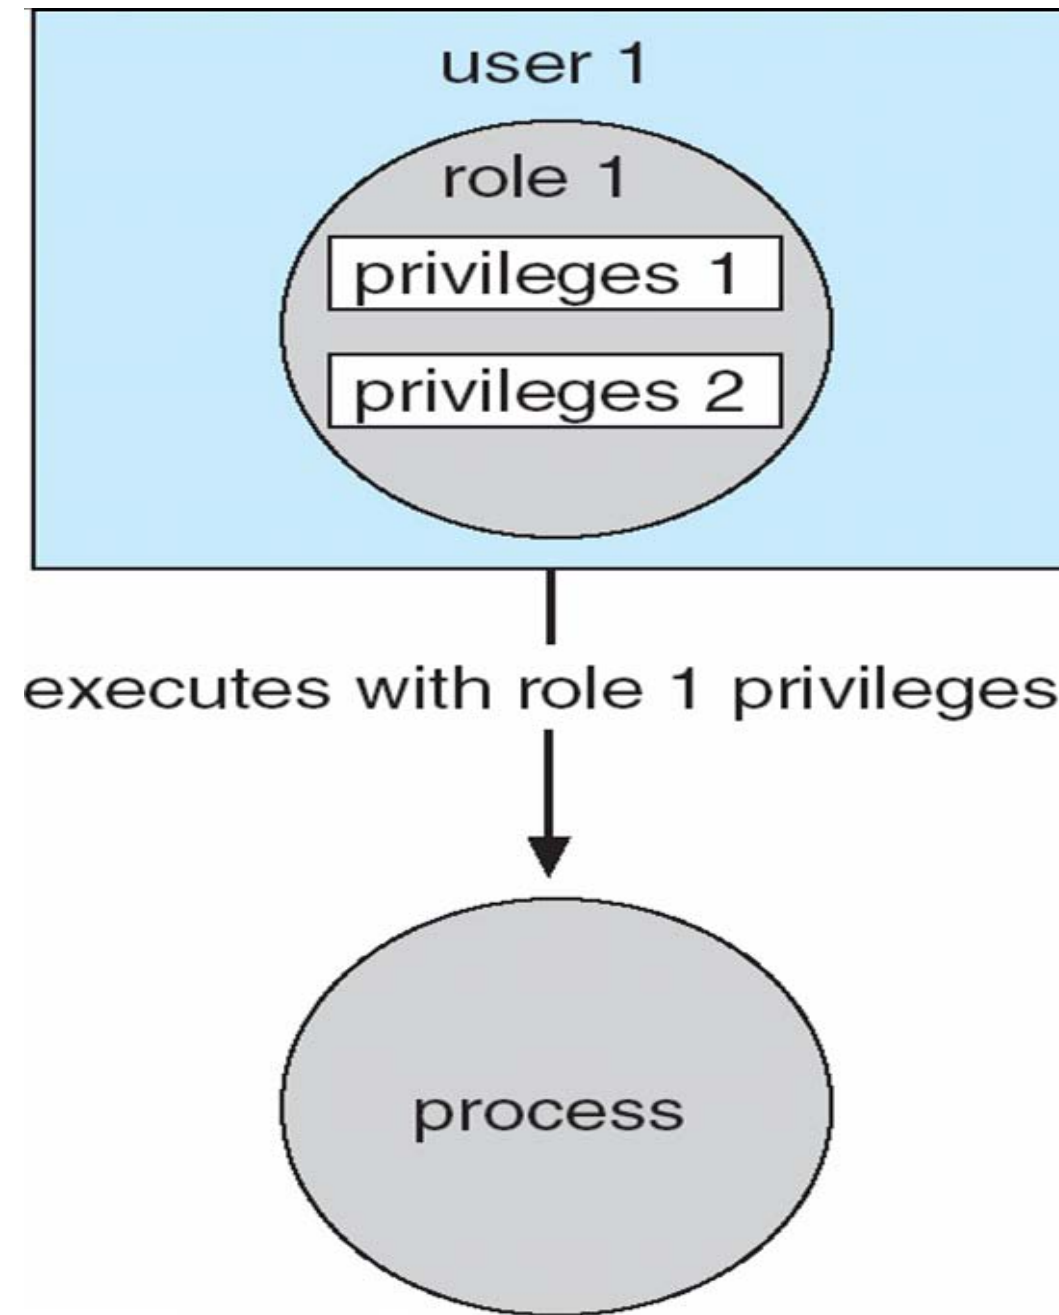 user 1
role 1
privileges 1
privileges 2
executes with role 1 privileges
process